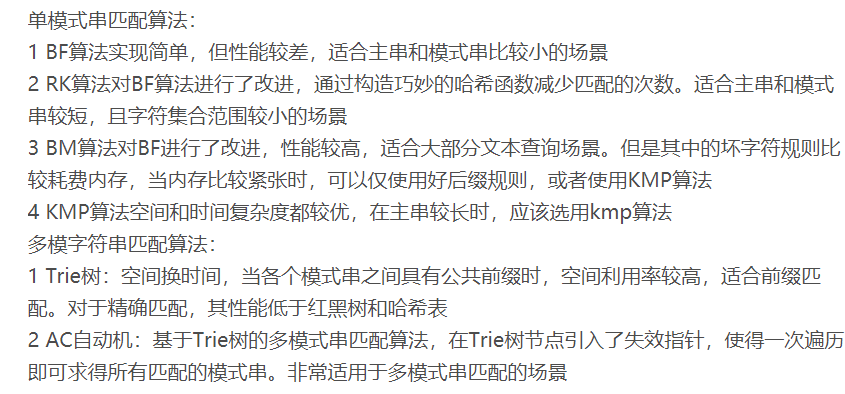 单模式串匹配算法：
1 BF算法实现简单，但性能较差，适合主串和模式串比较小的场景
2 RK算法对BF算法进行了改进，通过构造巧妙的哈希函数减少匹配的次数。适合主串和模式
串较短，且字符集合范围较小的场景
3 BM算法对BF进行了改进，性能较高，适合大部分文本查询场景。但是其中的坏字符规则比
较耗费内存，当内存比较紧张时，可以仅使用好后缀规则，或者使用KMP算法
4 KMP算法空间和时间复杂度都较优，在主串较长时，应该选用kmp算法
多模字符串匹配算法：
1 Trie树：空间换时间，当各个模式串之间具有公共前缀时，空间利用率较高，适合前缀匹
配。对于精确匹配，其性能低于红黑树和哈希表
2 AC自动机：基于Trie树的多模式串匹配算法，在Trie树节点引入了失效指针，使得一次遍历
即可求得所有匹配的模式串。非常适用于多模式串匹配的场景